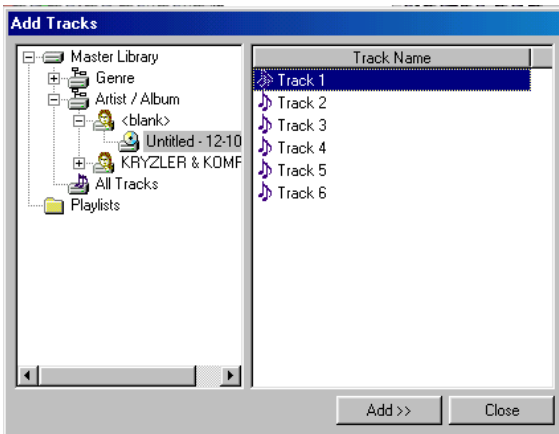 Add Tracks
Master Library
Genre
Artist / Album
<blank>
Untitled - 12-10
KRYZLER & KOMF
All Tracks
Playlists
Track Name
Track 1
Track 2
Track 3
Track 4
Track 5
Track 6
Add >>
Close